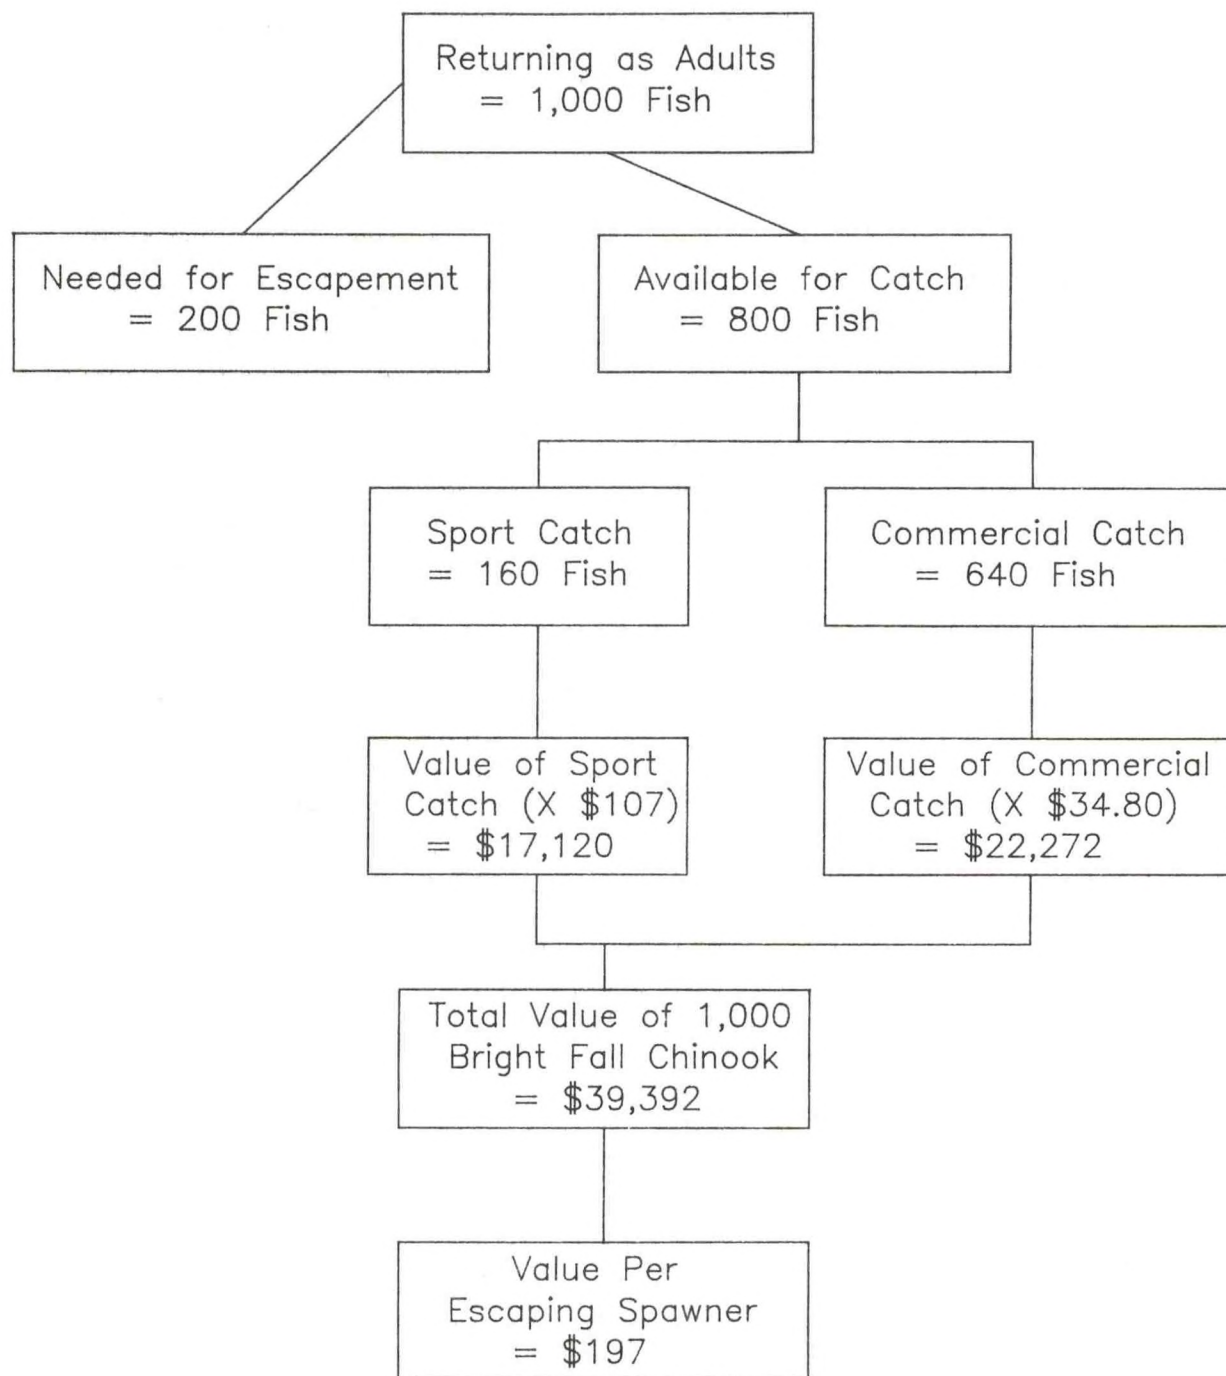 Returning as Adults
= 1,000 Fish
Needed for Escapement
= 200 Fish
Available for Catch
= 800 Fish
Sport Catch
= 160 Fish
Commercial Catch
= 640 Fish
Value of Sport
Catch (X $107)
= $17,120
Value of Commercial
Catch (X $34.80)
= $22,272
Total Value of 1,000
Bright Fall Chinook
= $39,392
Value Per
Escaping Spawner
= $197